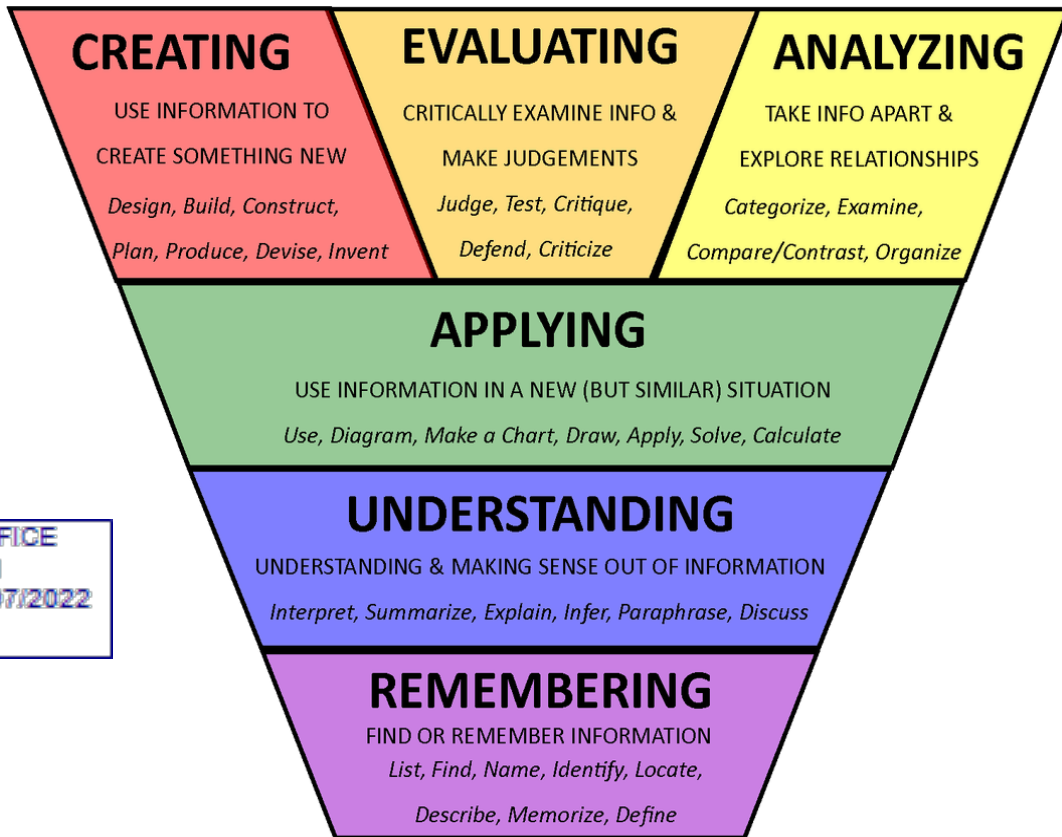 CREATING
USE INFORMATION TO
CREATE SOMETHING NEW
Design, Build, Construct,
Plan, Produce, Devise, Invent
EVALUATING
CRITICALLY EXAMINE INFO &
MAKE JUDGEMENTS
Judge, Test, Critique,
Defend, Criticize
ANALYZING
TAKE INFO APART &
EXPLORE RELATIONSHIPS
Categorize, Examine,
Compare/Contrast, Organize
APPLYING
USE INFORMATION IN A NEW (BUT SIMILAR) SITUATION
Use, Diagram, Make a Chart, Draw, Apply, Solve, Calculate
UNDERSTANDING
UNDERSTANDING & MAKING SENSE OUT OF INFORMATION
Interpret, Summarize, Explain, Infer, Paraphrase, Discuss
REMEMBERING
FIND OR REMEMBER INFORMATION
List, Find, Name, Identify, Locate,
Describe, Memorize, Define
07/2022